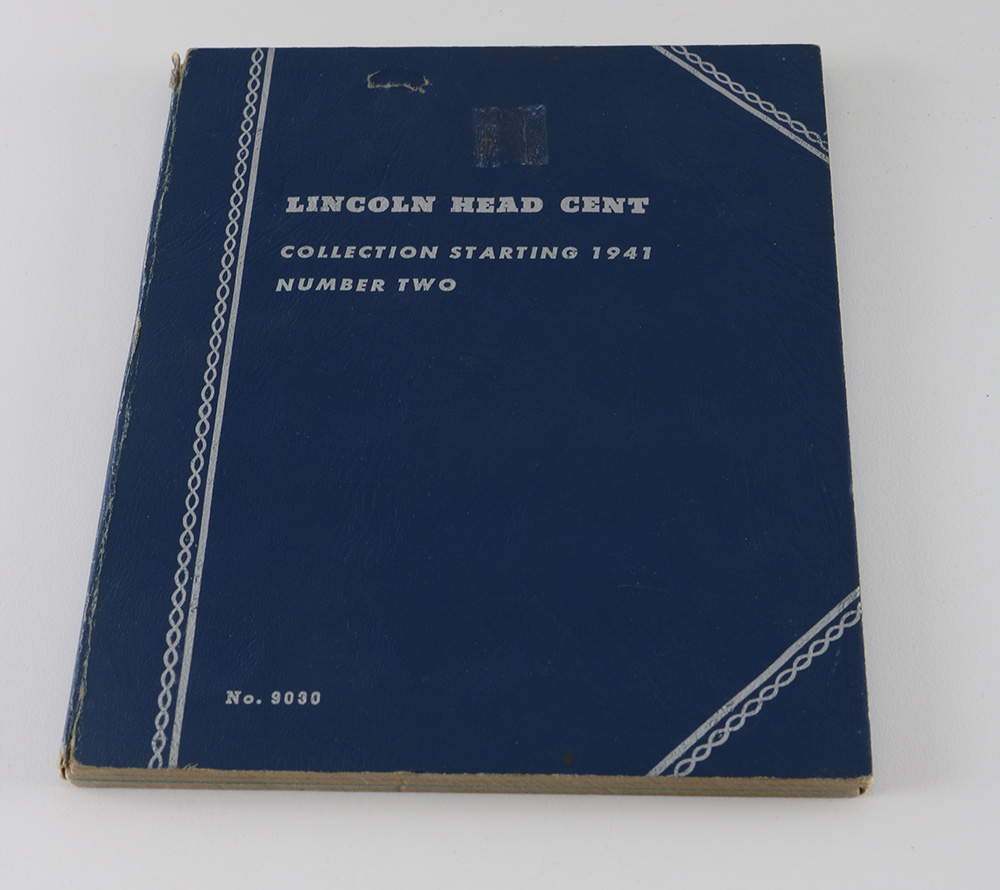 LINCOLN HEAD CENT
COLLECTION STARTING 1941
NUMBER TWO
No. 9030